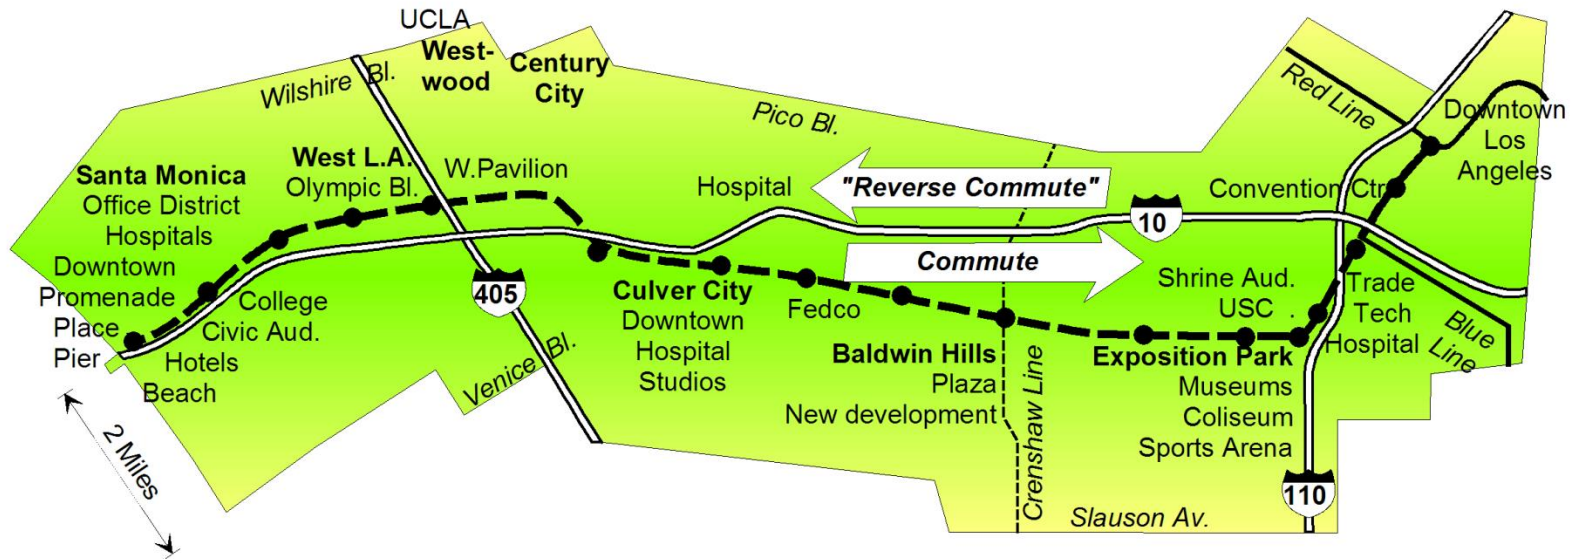 UCLA
West-
wood
Century
City
Wilshire Bl.
Pico Bl.
Red Line
Downtown
Los
Angeles
Santa Monica
Office District
Hospitals
Downtown
Promenade
Place
Pier
West L.A.
Olympic Bl.
W.Pavilion
Hospital
"Reverse Commute"
Convention Ctr.
10
Commute
405
College
Civic Aud.
Hotels
Beach
Venice Bl.
Culver City
Downtown
Hospital
Studios
Fedco
Baldwin Hills
Plaza
New development
Crenshaw Line
Shrine Aud.
USC .
Trade
Tech
Hospital
Blue
Line
Exposition Park
Museums
Coliseum
Sports Arena
110
Slauson Av.
2 Miles